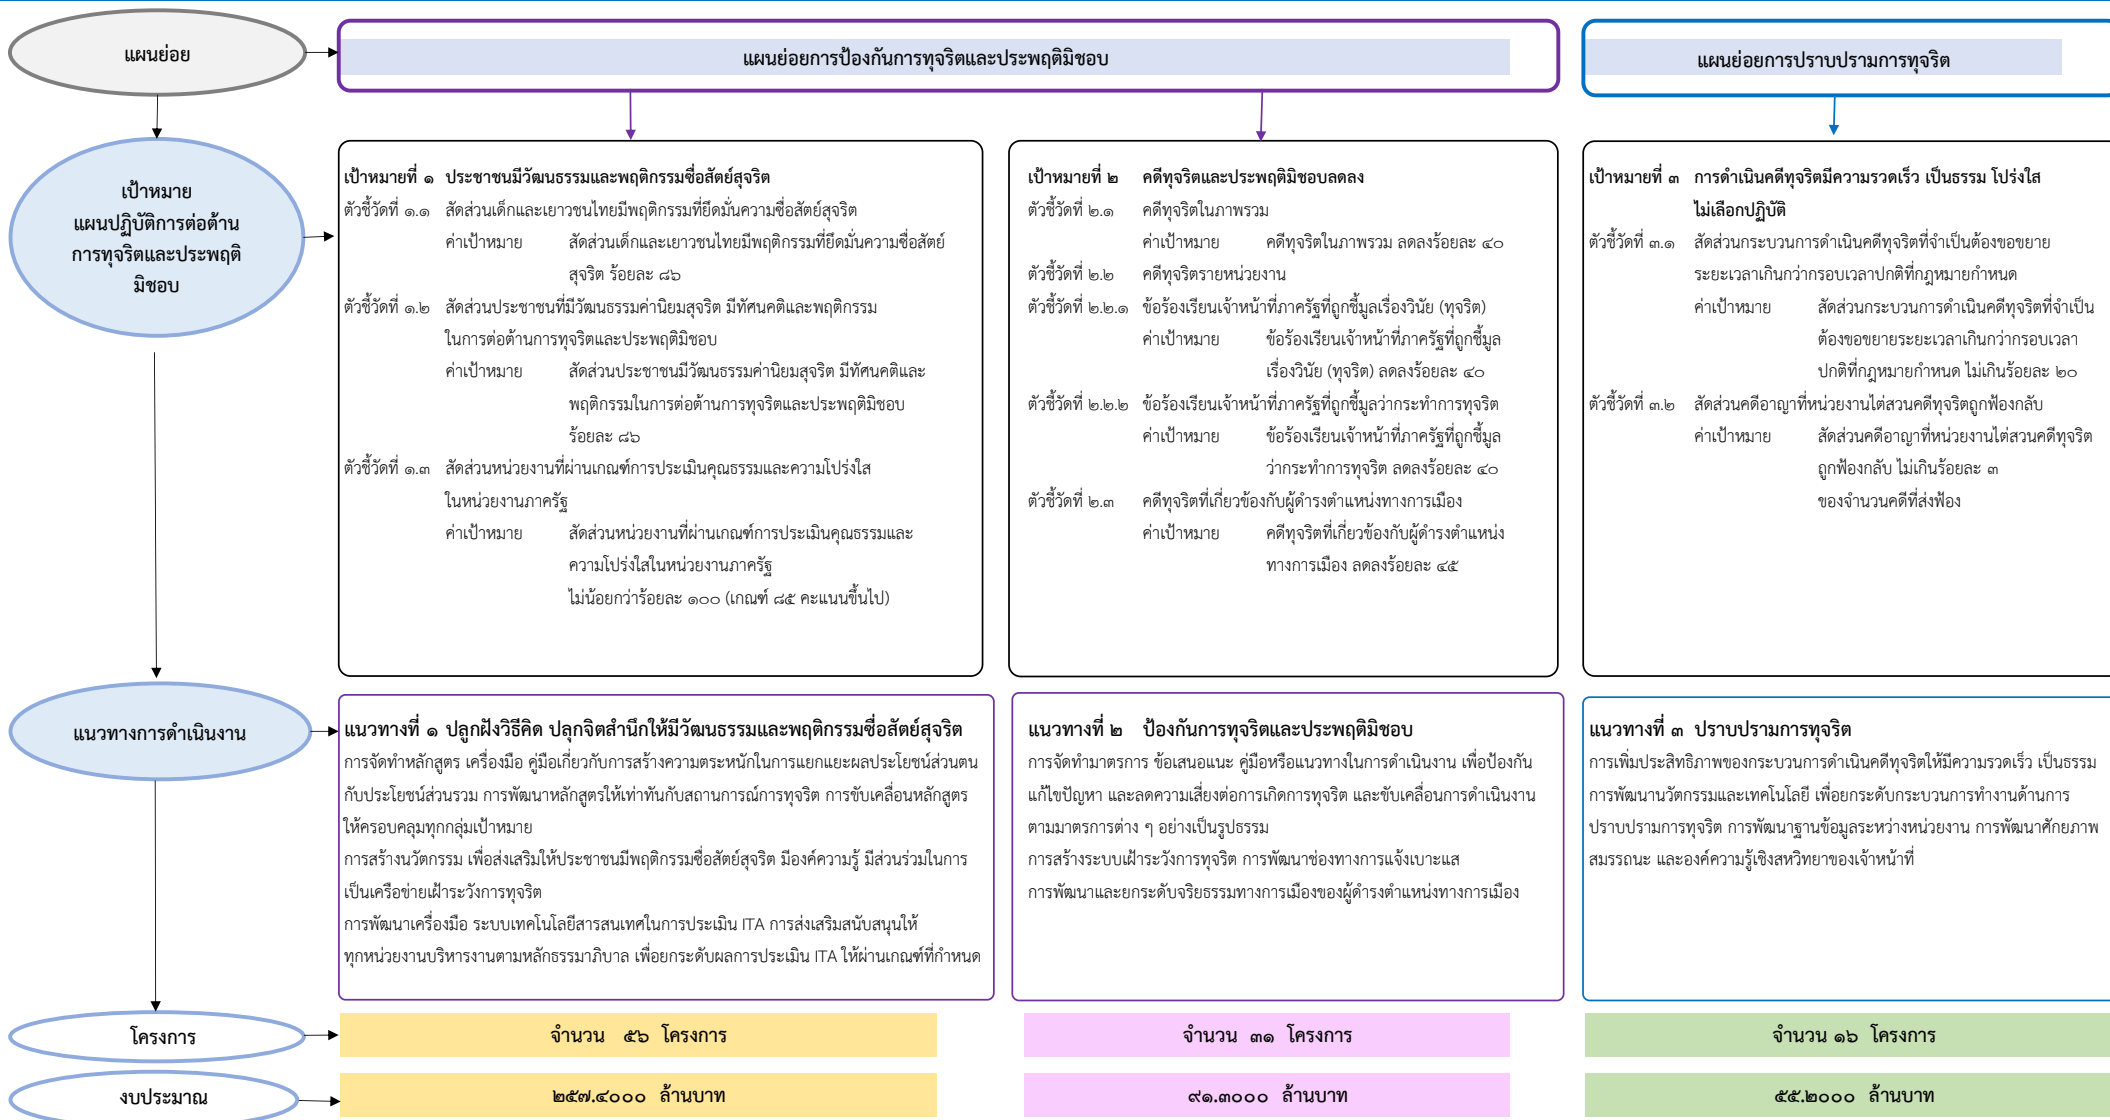 แผนย่อย
แผนย่อยการป้องกันการทุจริตและประพฤติมิชอบ
แผนย่อยการปราบปรามการทุจริต
เป้าหมาย
แผนปฏิบัติการต่อต้าน
การทุจริตและประพฤติ
มิชอบ
เป้าหมายที่ ๑ ประชาชนมีวัฒนธรรมและพฤติกรรมซื่อสัตย์สุจริต
ตัวชี้วัดที่ ๑.๑ สัดส่วนเด็กและเยาวชนไทยมีพฤติกรรมที่ยึดมั่นความซื่อสัตย์สุจริต
ค่าเป้าหมาย สัดส่วนเด็กและเยาวชนไทยมีพฤติกรรมที่ยึดมั่นความซื่อสัตย์
สุจริต ร้อยละ ๘๖
ตัวชี้วัดที่ ๑.๒ สัดส่วนประชาชนที่มีวัฒนธรรมค่านิยมสุจริต มีทัศนคติและพฤติกรรม
ในการต่อต้านการทุจริตและประพฤติมิชอบ
ค่าเป้าหมาย สัดส่วนประชาชนมีวัฒนธรรมค่านิยมสุจริต มีทัศนคติและ
พฤติกรรมในการต่อต้านการทุจริตและประพฤติมิชอบ
ร้อยละ ๘๖
ตัวชี้วัดที่ ๑.๓ สัดส่วนหน่วยงานที่ผ่านเกณฑ์การประเมินคุณธรรมและความโปร่งใส
ในหน่วยงานภาครัฐ
ค่าเป้าหมาย สัดส่วนหน่วยงานที่ผ่านเกณฑ์การประเมินคุณธรรมและ
ความโปร่งใสในหน่วยงานภาครัฐ
ไม่น้อยกว่าร้อยละ ๑๐๐ (เกณฑ์ ๘๕ คะแนนขึ้นไป)
เป้าหมายที่ ๒ คดีทุจริตและประพฤติมิชอบลดลง
ตัวชี้วัดที่ ๒.๑ คดีทุจริตในภาพรวม
ค่าเป้าหมาย คดีทุจริตในภาพรวม ลดลงร้อยละ ๔๐
ตัวชี้วัดที่ ๒.๒ คดีทุจริตรายหน่วยงาน
ตัวชี้วัดที่ ๒.๒.๑ ข้อร้องเรียนเจ้าหน้าที่ภาครัฐที่ถูกชี้มูลเรื่องวินัย (ทุจริต)
ค่าเป้าหมาย ข้อร้องเรียนเจ้าหน้าที่ภาครัฐที่ถูกชี้มูล
เรื่องวินัย (ทุจริต) ลดลงร้อยละ ๔๐
ตัวชี้วัดที่ ๒.๒.๒ ข้อร้องเรียนเจ้าหน้าที่ภาครัฐที่ถูกชี้มูลว่ากระทำการทุจริต
ค่าเป้าหมาย ข้อร้องเรียนเจ้าหน้าที่ภาครัฐที่ถูกชี้มูล
ว่ากระทำการทุจริต ลดลงร้อยละ ๔๐
ตัวชี้วัดที่ ๒.๓ คดีทุจริตที่เกี่ยวข้องกับผู้ดำรงตำแหน่งทางการเมือง
ค่าเป้าหมาย คดีทุจริตที่เกี่ยวข้องกับผู้ดำรงตำแหน่ง
ทางการเมือง ลดลงร้อยละ ๔๕
เป้าหมายที่ ๓ การดำเนินคดีทุจริตมีความรวดเร็ว เป็นธรรม โปร่งใส
ไม่เลือกปฏิบัติ
ตัวชี้วัดที่ ๓.๑ สัดส่วนกระบวนการดำเนินคดีทุจริตที่จำเป็นต้องขอขยาย
ระยะเวลาเกินกว่ากรอบเวลาปกติที่กฎหมายกำหนด
ค่าเป้าหมาย สัดส่วนกระบวนการดำเนินคดีทุจริตที่จำเป็น
ต้องขอขยายระยะเวลาเกินกว่ากรอบเวลา
ปกติที่กฎหมายกำหนด ไม่เกินร้อยละ ๒๐
ตัวชี้วัดที่ ๓.๒ สัดส่วนคดีอาญาที่หน่วยงานไต่สวนคดีทุจริตถูกฟ้องกลับ
ค่าเป้าหมาย สัดส่วนคดีอาญาที่หน่วยงานไต่สวนคดีทุจริต
ถูกฟ้องกลับ ไม่เกินร้อยละ ๓
ของจำนวนคดีที่ส่งฟ้อง
แนวทางการดำเนินงาน
แนวทางที่ ๑ ปลูกฝังวิธีคิด ปลุกจิตสำนึกให้มีวัฒนธรรมและพฤติกรรมซื่อสัตย์สุจริต
การจัดทำหลักสูตร เครื่องมือ คู่มือเกี่ยวกับการสร้างความตระหนักในการแยกแยะผลประโยชน์ส่วนตน
กับประโยชน์ส่วนรวม การพัฒนาหลักสูตรให้เท่าทันกับสถานการณ์การทุจริต การขับเคลื่อนหลักสูตร
ให้ครอบคลุมทุกกลุ่มเป้าหมาย
การสร้างนวัตกรรม เพื่อส่งเสริมให้ประชาชนมีพฤติกรรมซื่อสัตย์สุจริต มีองค์ความรู้ มีส่วนร่วมในการ
เป็นเครือข่ายเฝ้าระวังการทุจริต
การพัฒนาเครื่องมือ ระบบเทคโนโลยีสารสนเทศในการประเมิน ITA การส่งเสริมสนับสนุนให้
ทุกหน่วยงานบริหารงานตามหลักธรรมาภิบาล เพื่อยกระดับผลการประเมิน ITA ให้ผ่านเกณฑ์ที่กำหนด
แนวทางที่ ๒ ป้องกันการทุจริตและประพฤติมิชอบ
การจัดทำมาตรการ ข้อเสนอแนะ คู่มือหรือแนวทางในการดำเนินงาน เพื่อป้องกัน
แก้ไขปัญหา และลดความเสี่ยงต่อการเกิดการทุจริต และขับเคลื่อนการดำเนินงาน
ตามมาตรการต่าง ๆ อย่างเป็นรูปธรรม
การสร้างระบบเฝ้าระวังการทุจริต การพัฒนาช่องทางการแจ้งเบาะแส
การพัฒนาและยกระดับจริยธรรมทางการเมืองของผู้ดำรงตำแหน่งทางการเมือง
แนวทางที่ ๓ ปราบปรามการทุจริต
การเพิ่มประสิทธิภาพของกระบวนการดำเนินคดีทุจริตให้มีความรวดเร็ว เป็นธรรม
การพัฒนานวัตกรรมและเทคโนโลยี เพื่อยกระดับกระบวนการทำงานด้านการ
ปราบปรามการทุจริต การพัฒนาฐานข้อมูลระหว่างหน่วยงาน การพัฒนาศักยภาพ
สมรรถนะ และองค์ความรู้เชิงสหวิทยาของเจ้าหน้าที่
โครงการ
จำนวน ๕๖ โครงการ
จำนวน ๓๑ โครงการ
จำนวน ๑๖ โครงการ
งบประมาณ
๒๕๗.๔๐๐๐ ล้านบาท
๙๑.๓๐๐๐ ล้านบาท
๕๕.๒๐๐๐ ล้านบาท